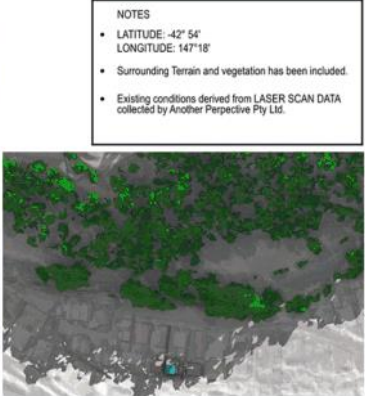 NOTES
• LATITUDE: -42° 54'
LONGITUDE: 147°18'
• Surrounding Terrain and vegetation has been included.
• Existing conditions derived from LASER SCAN DATA
collected by Another Perpective Pty Ltd.